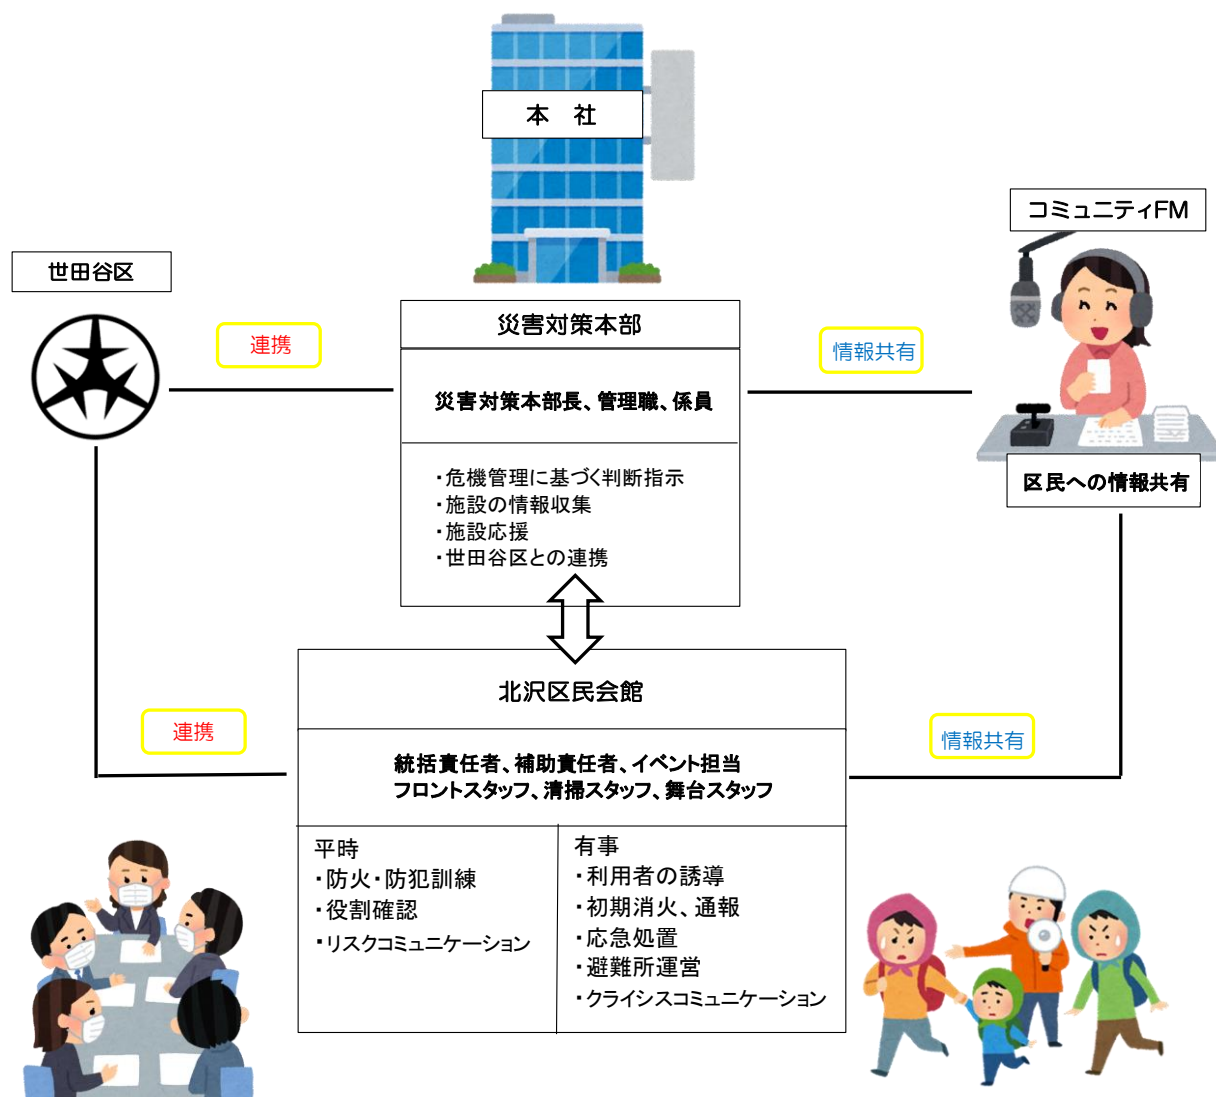 本　社
コミュニティFM
世田谷区
連携
災害対策本部
情報共有
災害対策本部長、管理職、係員
・危機管理に基づく判断指示
・施設の情報収集
・施設応援
・世田谷区との連携
区民への情報共有
北沢区民会館
連携
情報共有
統括責任者、補助責任者、イベント担当
フロントスタッフ、清掃スタッフ、舞台スタッフ
平時
・防火・防犯訓練
・役割確認
・リスクコミュニケーション
有事
・利用者の誘導
・初期消火、通報
・応急処置
・避難所運営
・クライシスコミュニケーション